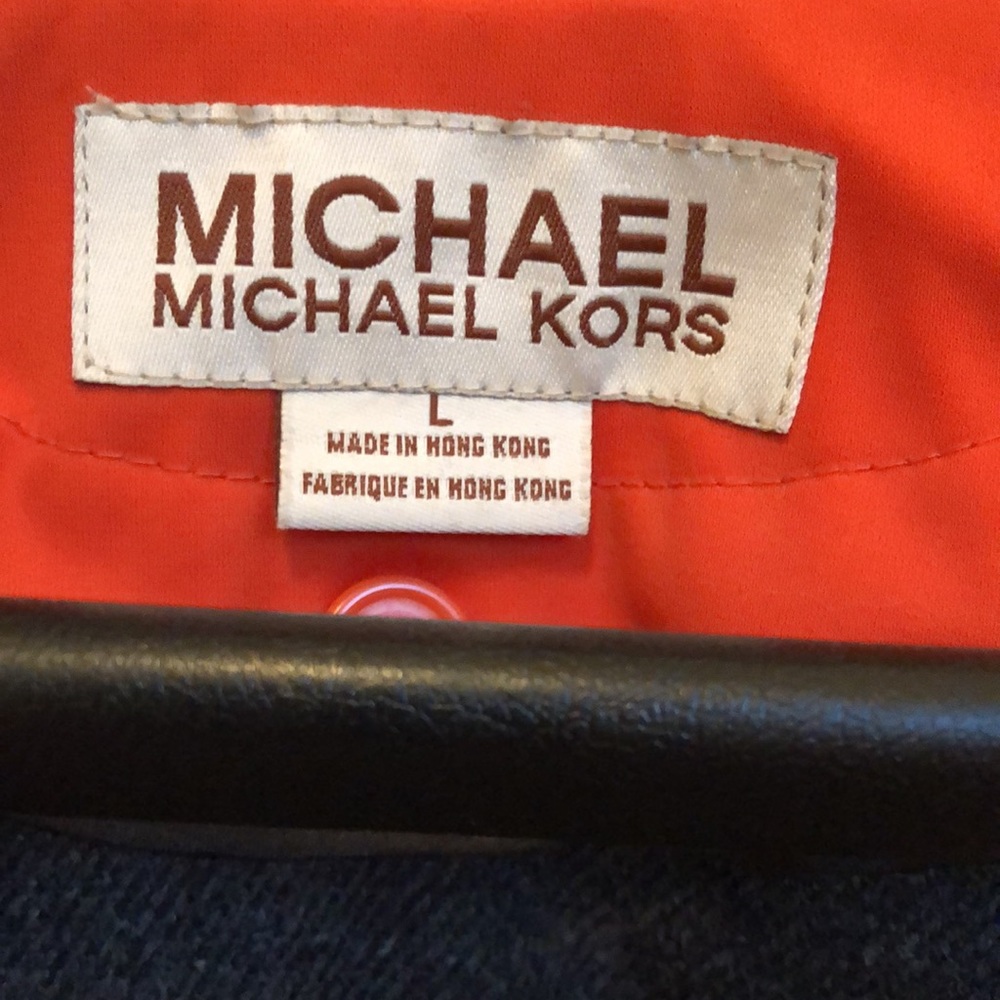 MICHAEL
MICHAEL KORS
L
MADE IN HONG KONG
FABRIQUE EN HONG KONG